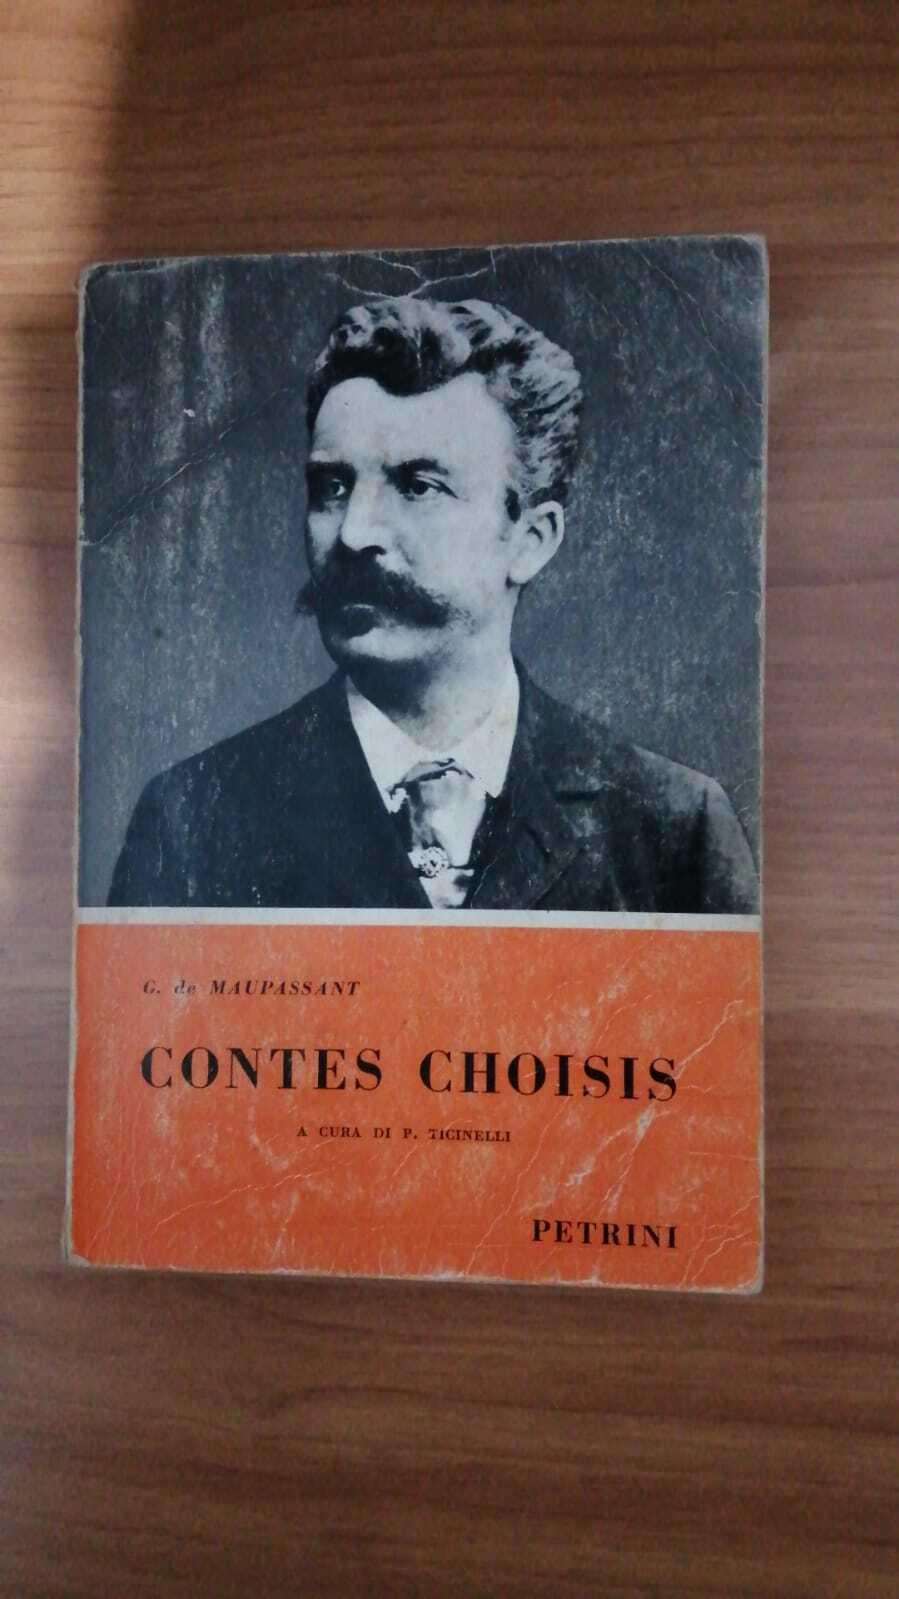 G. de MAUPASSANT
CONTES CHOISIS
A CURA DI P. TICINELLI
PETRINI